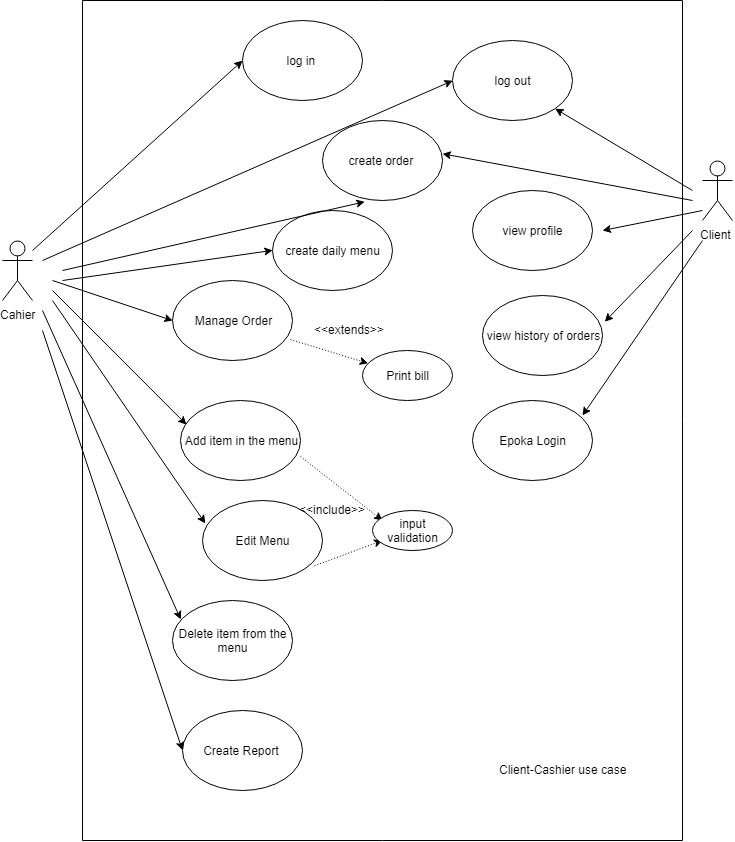 log in
log out
create order
view profile
Client
create daily menu
Cahier
Manage Order
<<extends>>
view history of orders
Print bill
Add item in the menu
Epoka Login
<<include>>
input
validation
Edit Menu
Delete item from the
menu
Create Report
Client-Cashier use case